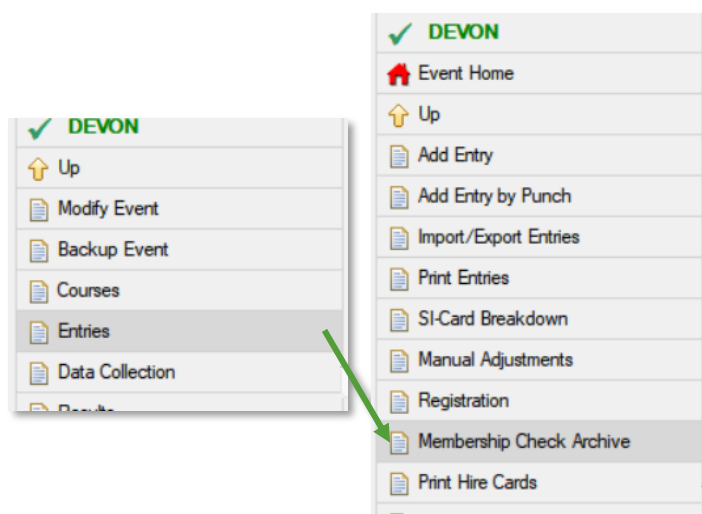 DEVON
Up
Modify Event
Backup Event
Courses
Entries
Data Collection
Results
DEVON
Event Home
Up
Add Entry
Add Entry by Punch
Import/Export Entries
Print Entries
SI-Card Breakdown
Manual Adjustments
Registration
Membership Check Archive
Print Hire Cards